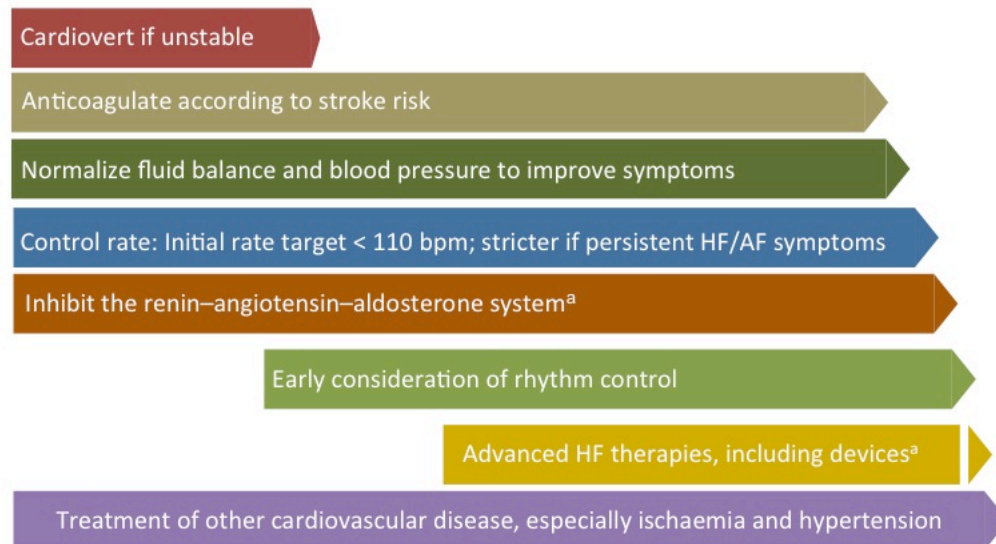 Cardiovert if unstable
Anticoagulate according to stroke risk
Normalize fluid balance and blood pressure to improve symptoms
Control rate: Initial rate target < 110 bpm; stricter if persistent HF/AF symptoms
Inhibit the renin–angiotensin–aldosterone systemᵃ
Early consideration of rhythm control
Advanced HF therapies, including devicesᵃ
Treatment of other cardiovascular disease, especially ischaemia and hypertension